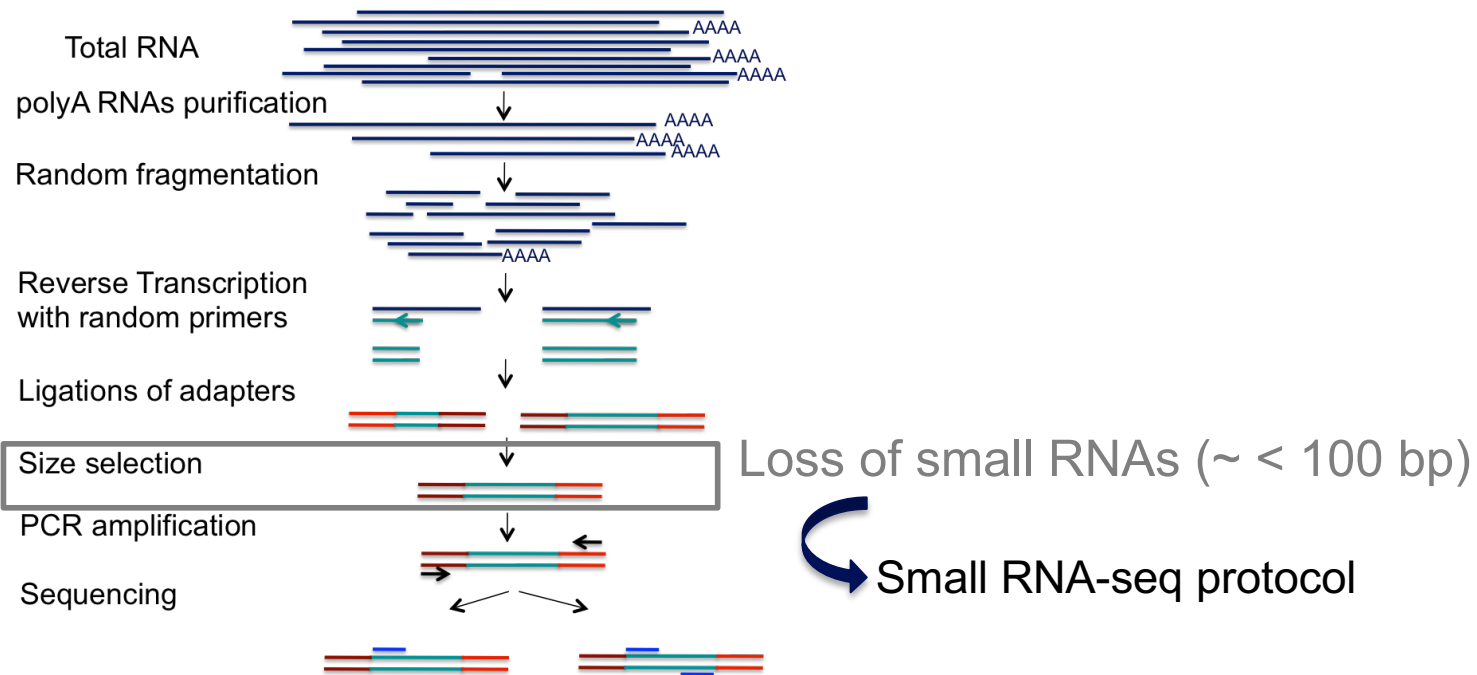 Total RNA
AAAA
AAAA
AAAA
polyA RNAs purification
AAAA
AAAA
AAAA
Random fragmentation
AAAA
Reverse Transcription
with random primers
Ligations of adapters
Size selection
Loss of small RNAs (~ < 100 bp)
PCR amplification
Small RNA-seq protocol
Sequencing